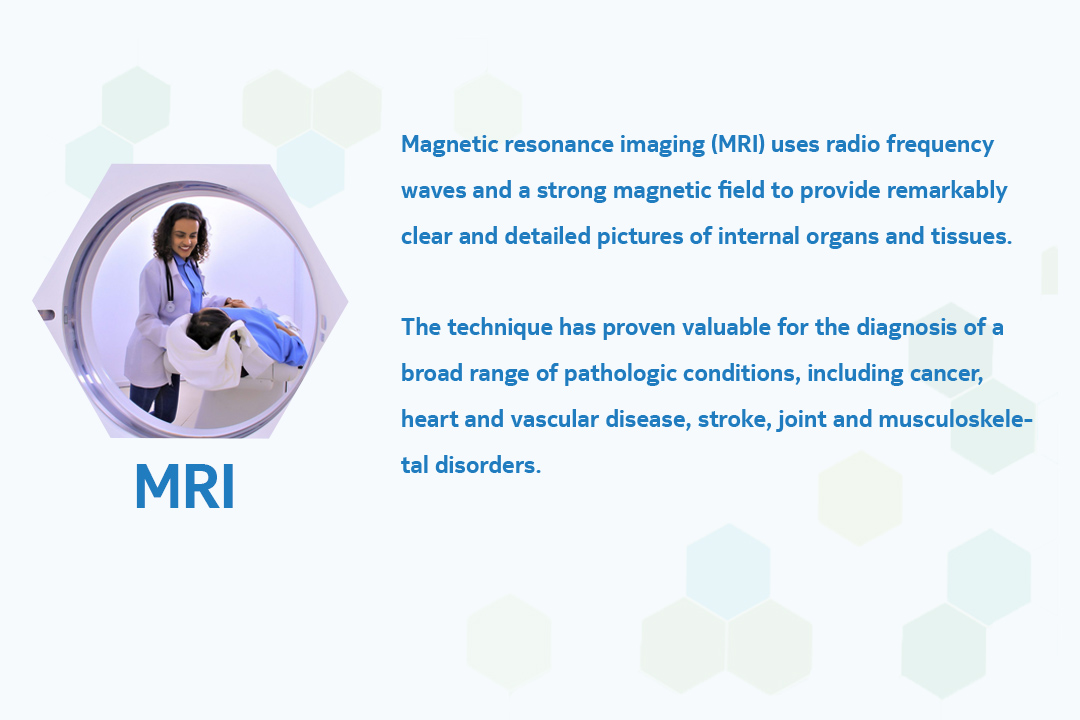 Magnetic resonance imaging (MRI) uses radio frequency
waves and a strong magnetic field to provide remarkably
clear and detailed pictures of internal organs and tissues.
The technique has proven valuable for the diagnosis of a
broad range of pathologic conditions, including cancer,
heart and vascular disease, stroke, joint and musculoskele-
tal disorders.
MRI